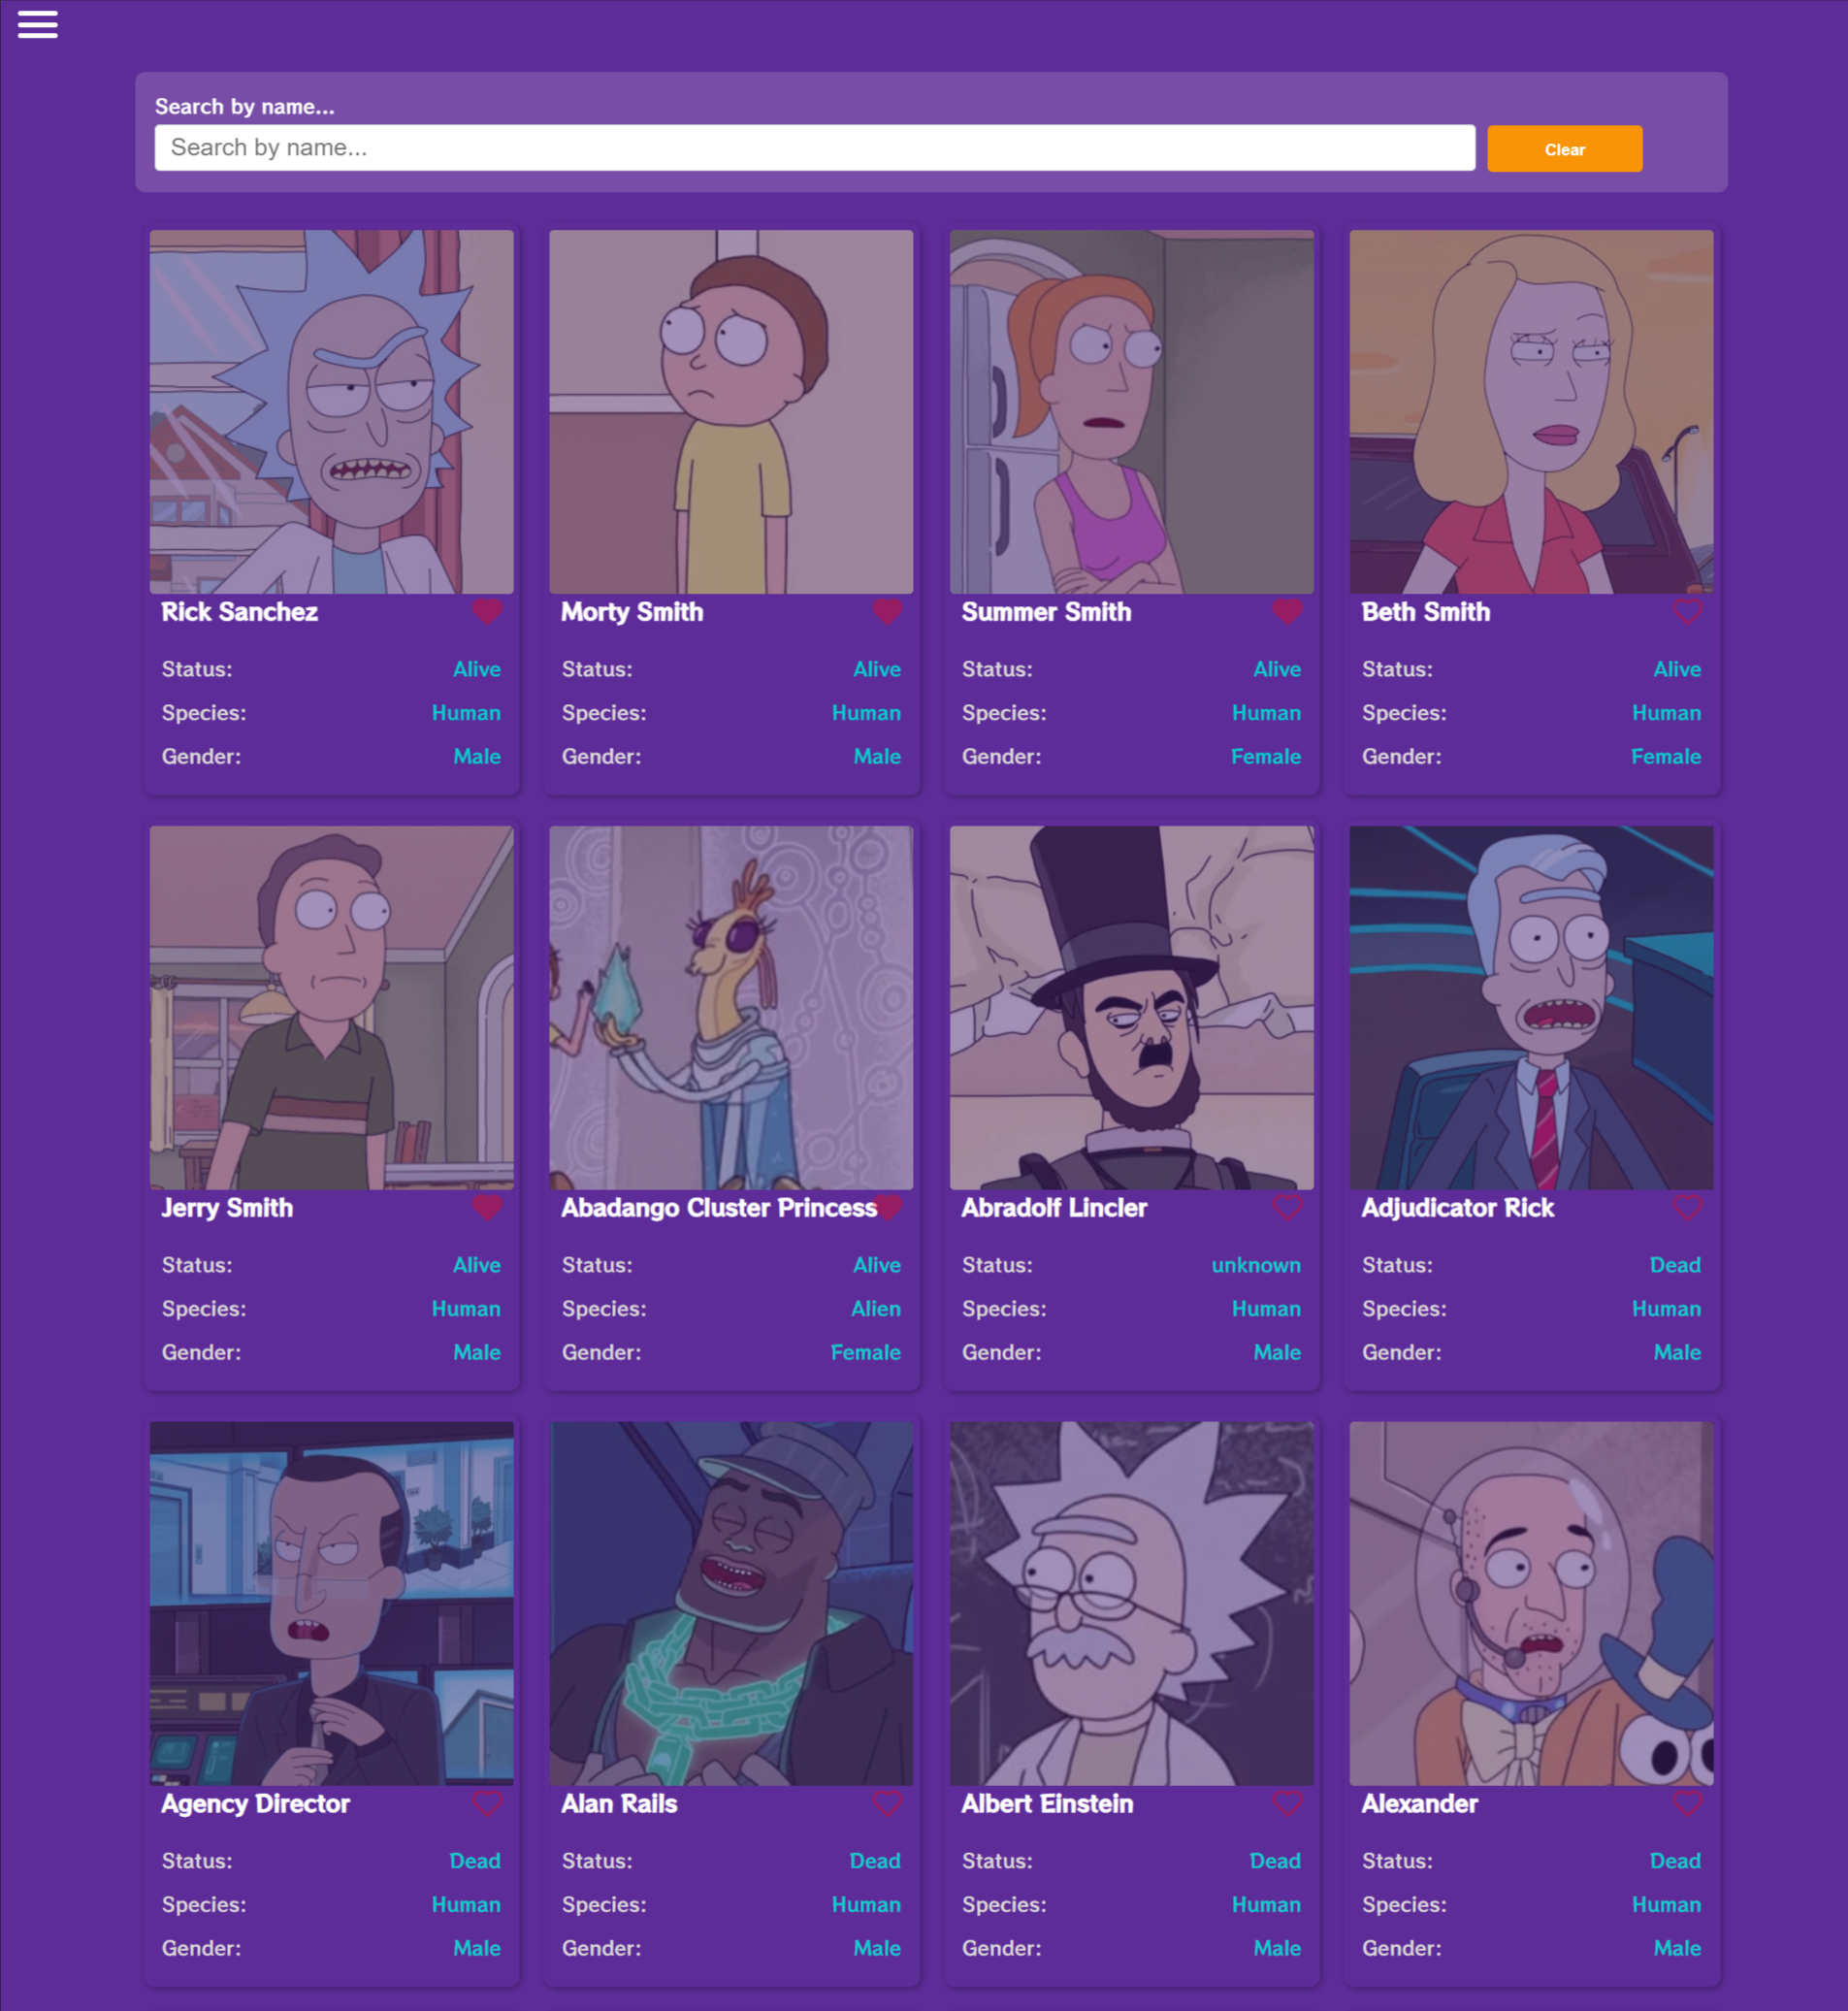 Search by name...
Search by name...
Clear
Rick Sanchez
Status: Alive
Species: Human
Gender: Male
Morty Smith
Status: Alive
Species: Human
Gender: Male
Summer Smith
Status: Alive
Species: Human
Gender: Female
Beth Smith
Status: Alive
Species: Human
Gender: Female
Jerry Smith
Status: Alive
Species: Human
Gender: Male
Abadango Cluster Princess
Status: Alive
Species: Alien
Gender: Female
Abradolf Lincler
Status: unknown
Species: Human
Gender: Male
Adjudicator Rick
Status: Dead
Species: Human
Gender: Male
Agency Director
Status: Dead
Species: Human
Gender: Male
Alan Rails
Status: Dead
Species: Human
Gender: Male
Albert Einstein
Status: Dead
Species: Human
Gender: Male
Alexander
Status: Dead
Species: Human
Gender: Male